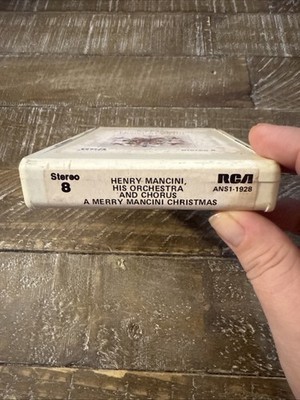 Stereo
8
HENRY MANCINI,
HIS ORCHESTRA
AND CHORUS
A MERRY MANCINI CHRISTMAS
RCA
ANS1-1928